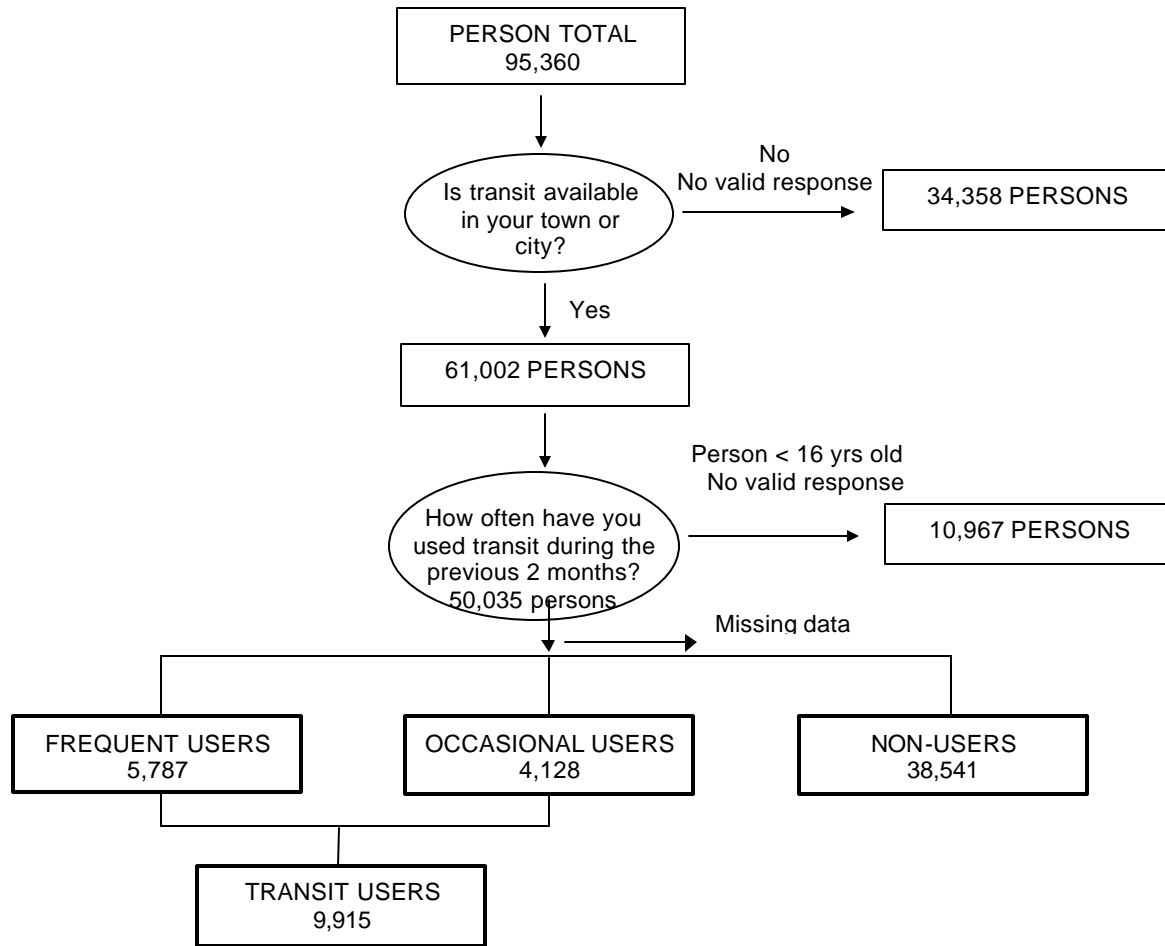 PERSON TOTAL
95,360
No
No valid response
Is transit available
in your town or
city?
34,358 PERSONS
Yes
61,002 PERSONS
Person < 16 yrs old
No valid response
How often have you
used transit during the
previous 2 months?
50,035 persons
10,967 PERSONS
Missing data
FREQUENT USERS
5,787
OCCASIONAL USERS
4,128
NON-USERS
38,541
TRANSIT USERS
9,915